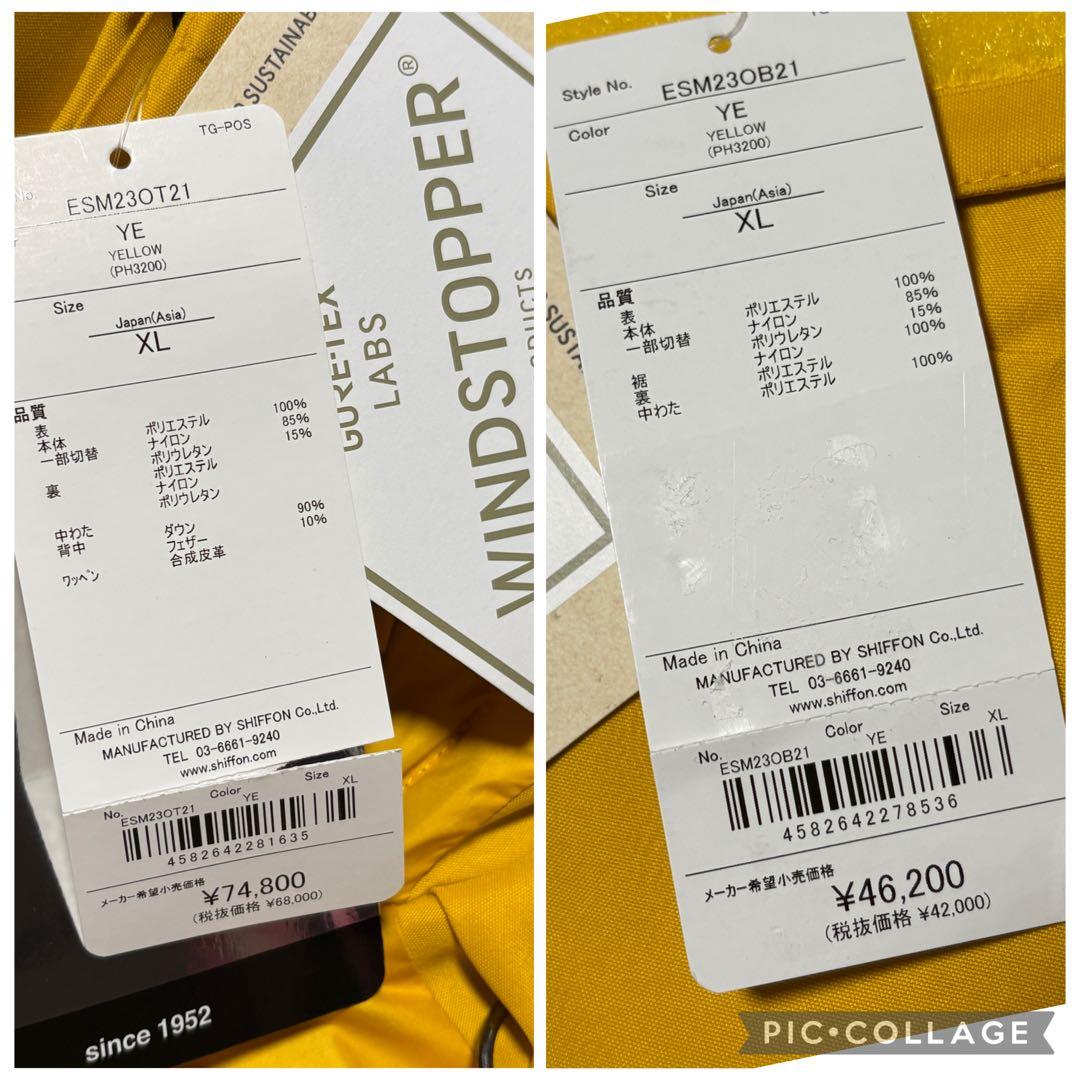 TG-POS
No.
ESM23OT21
YE
YELLOW
(PH3200)
Size
Japan(Asia)
XL
品質
表
本体 ポリエステル 100%
一部切替 ナイロン 85%
ポリウレタン 15%
裏 ポリエステル
ナイロン
ポリウレタン
中わた ダウン 90%
背中 フェザー 10%
ワッペン 合成皮革
Made in China
MANUFACTURED BY SHIFFON Co.,Ltd.
TEL 03-6661-9240
www.shiffon.com
No. Color Size
ESM23OT21 YE XL
4582642281635
メーカー希望小売価格
¥74,800
(税抜価格 ¥68,000)
since 1952
SUSTAINAB
GORE-TEX
LABS
WINDSTOPPER®
ODUCTS
SUSTA
Style No. ESM23OB21
Color YE
YELLOW
(PH3200)
Size Japan(Asia)
XL
品質
表
本体 ポリエステル 100%
一部切替 ナイロン 85%
ポリウレタン 15%
裾 ナイロン 100%
裏 ポリエステル
中わた ポリエステル 100%
Made in China
MANUFACTURED BY SHIFFON Co.,Ltd.
TEL 03-6661-9240
www.shiffon.com
No. Color Size
ESM23OB21 YE XL
4582642278536
メーカー希望小売価格
¥46,200
(税抜価格 ¥42,000)
PIC•COLLAGE